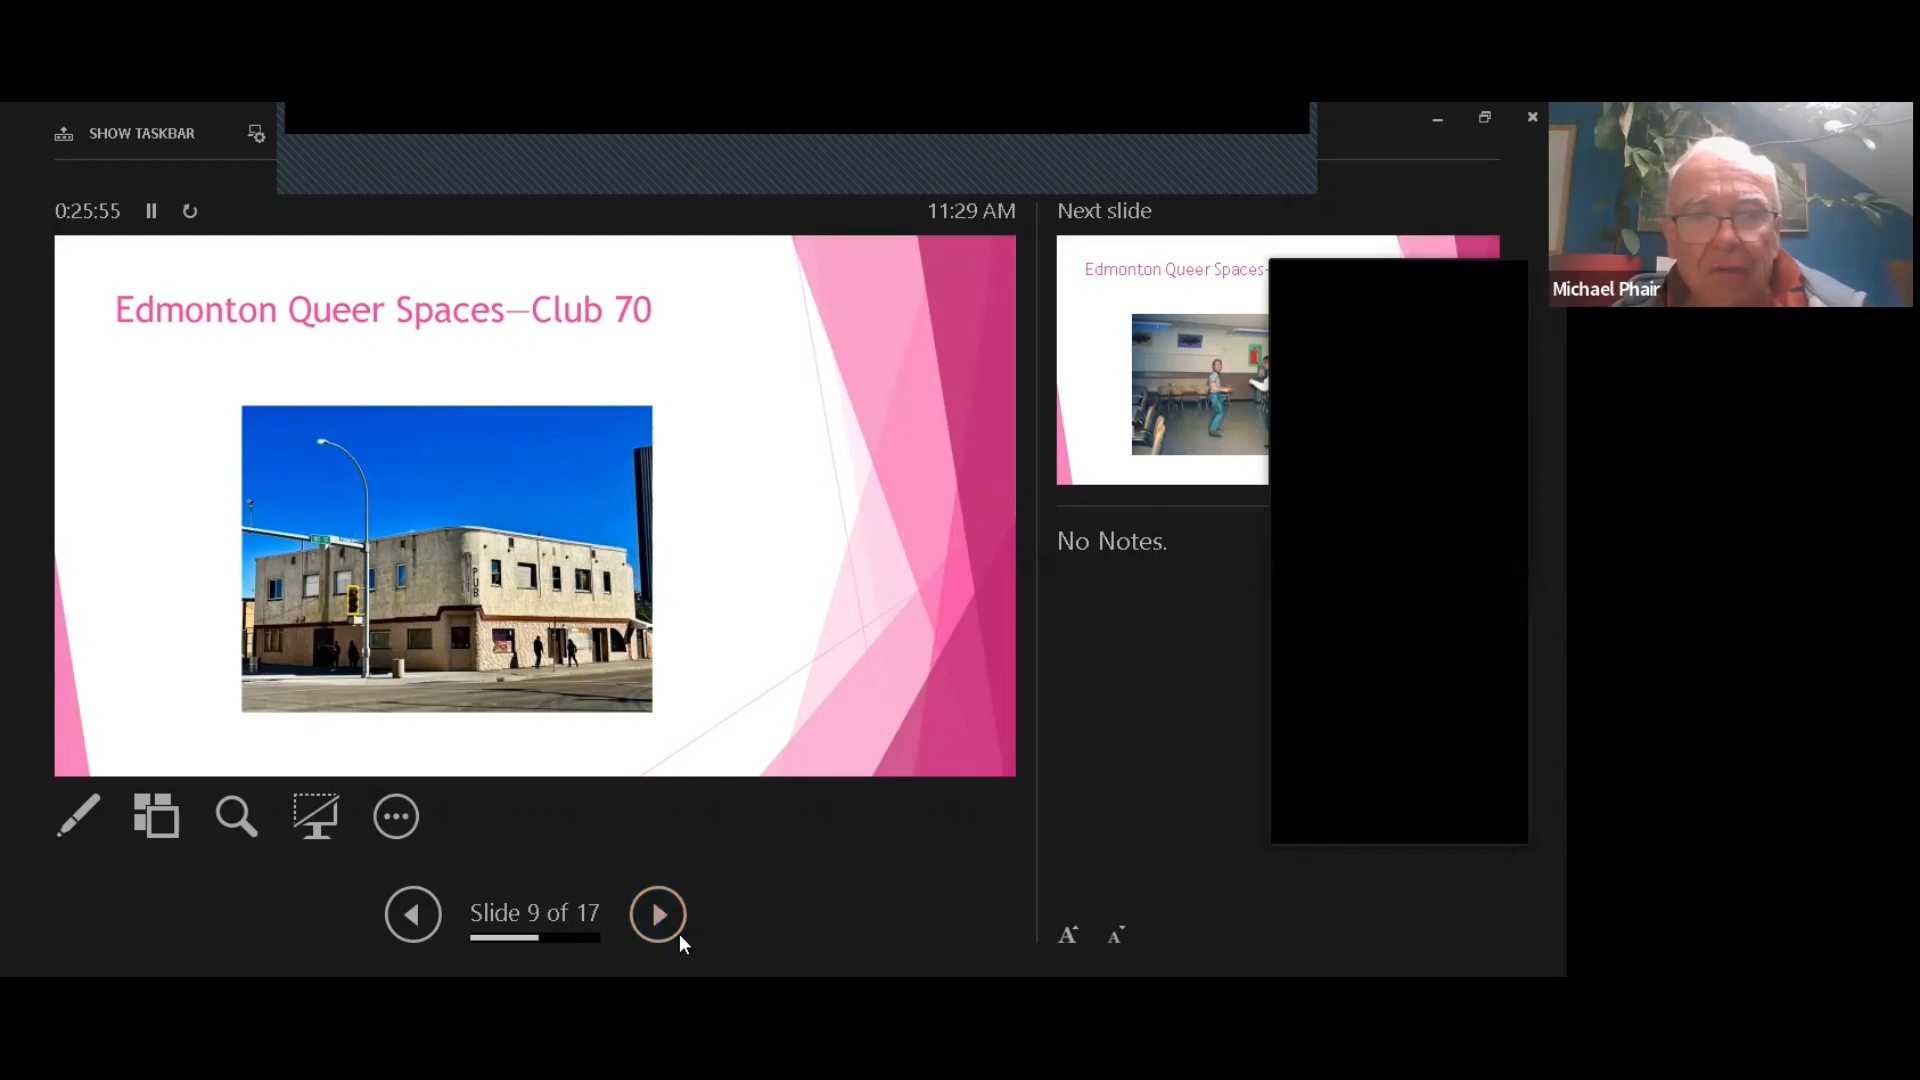 SHOW TASKBAR
0:25:55
11:29 AM
Next slide
Edmonton Queer Spaces—Club 70
PUB
Edmonton Queer Spaces-
No Notes.
Michael Phair
Slide 9 of 17
A A